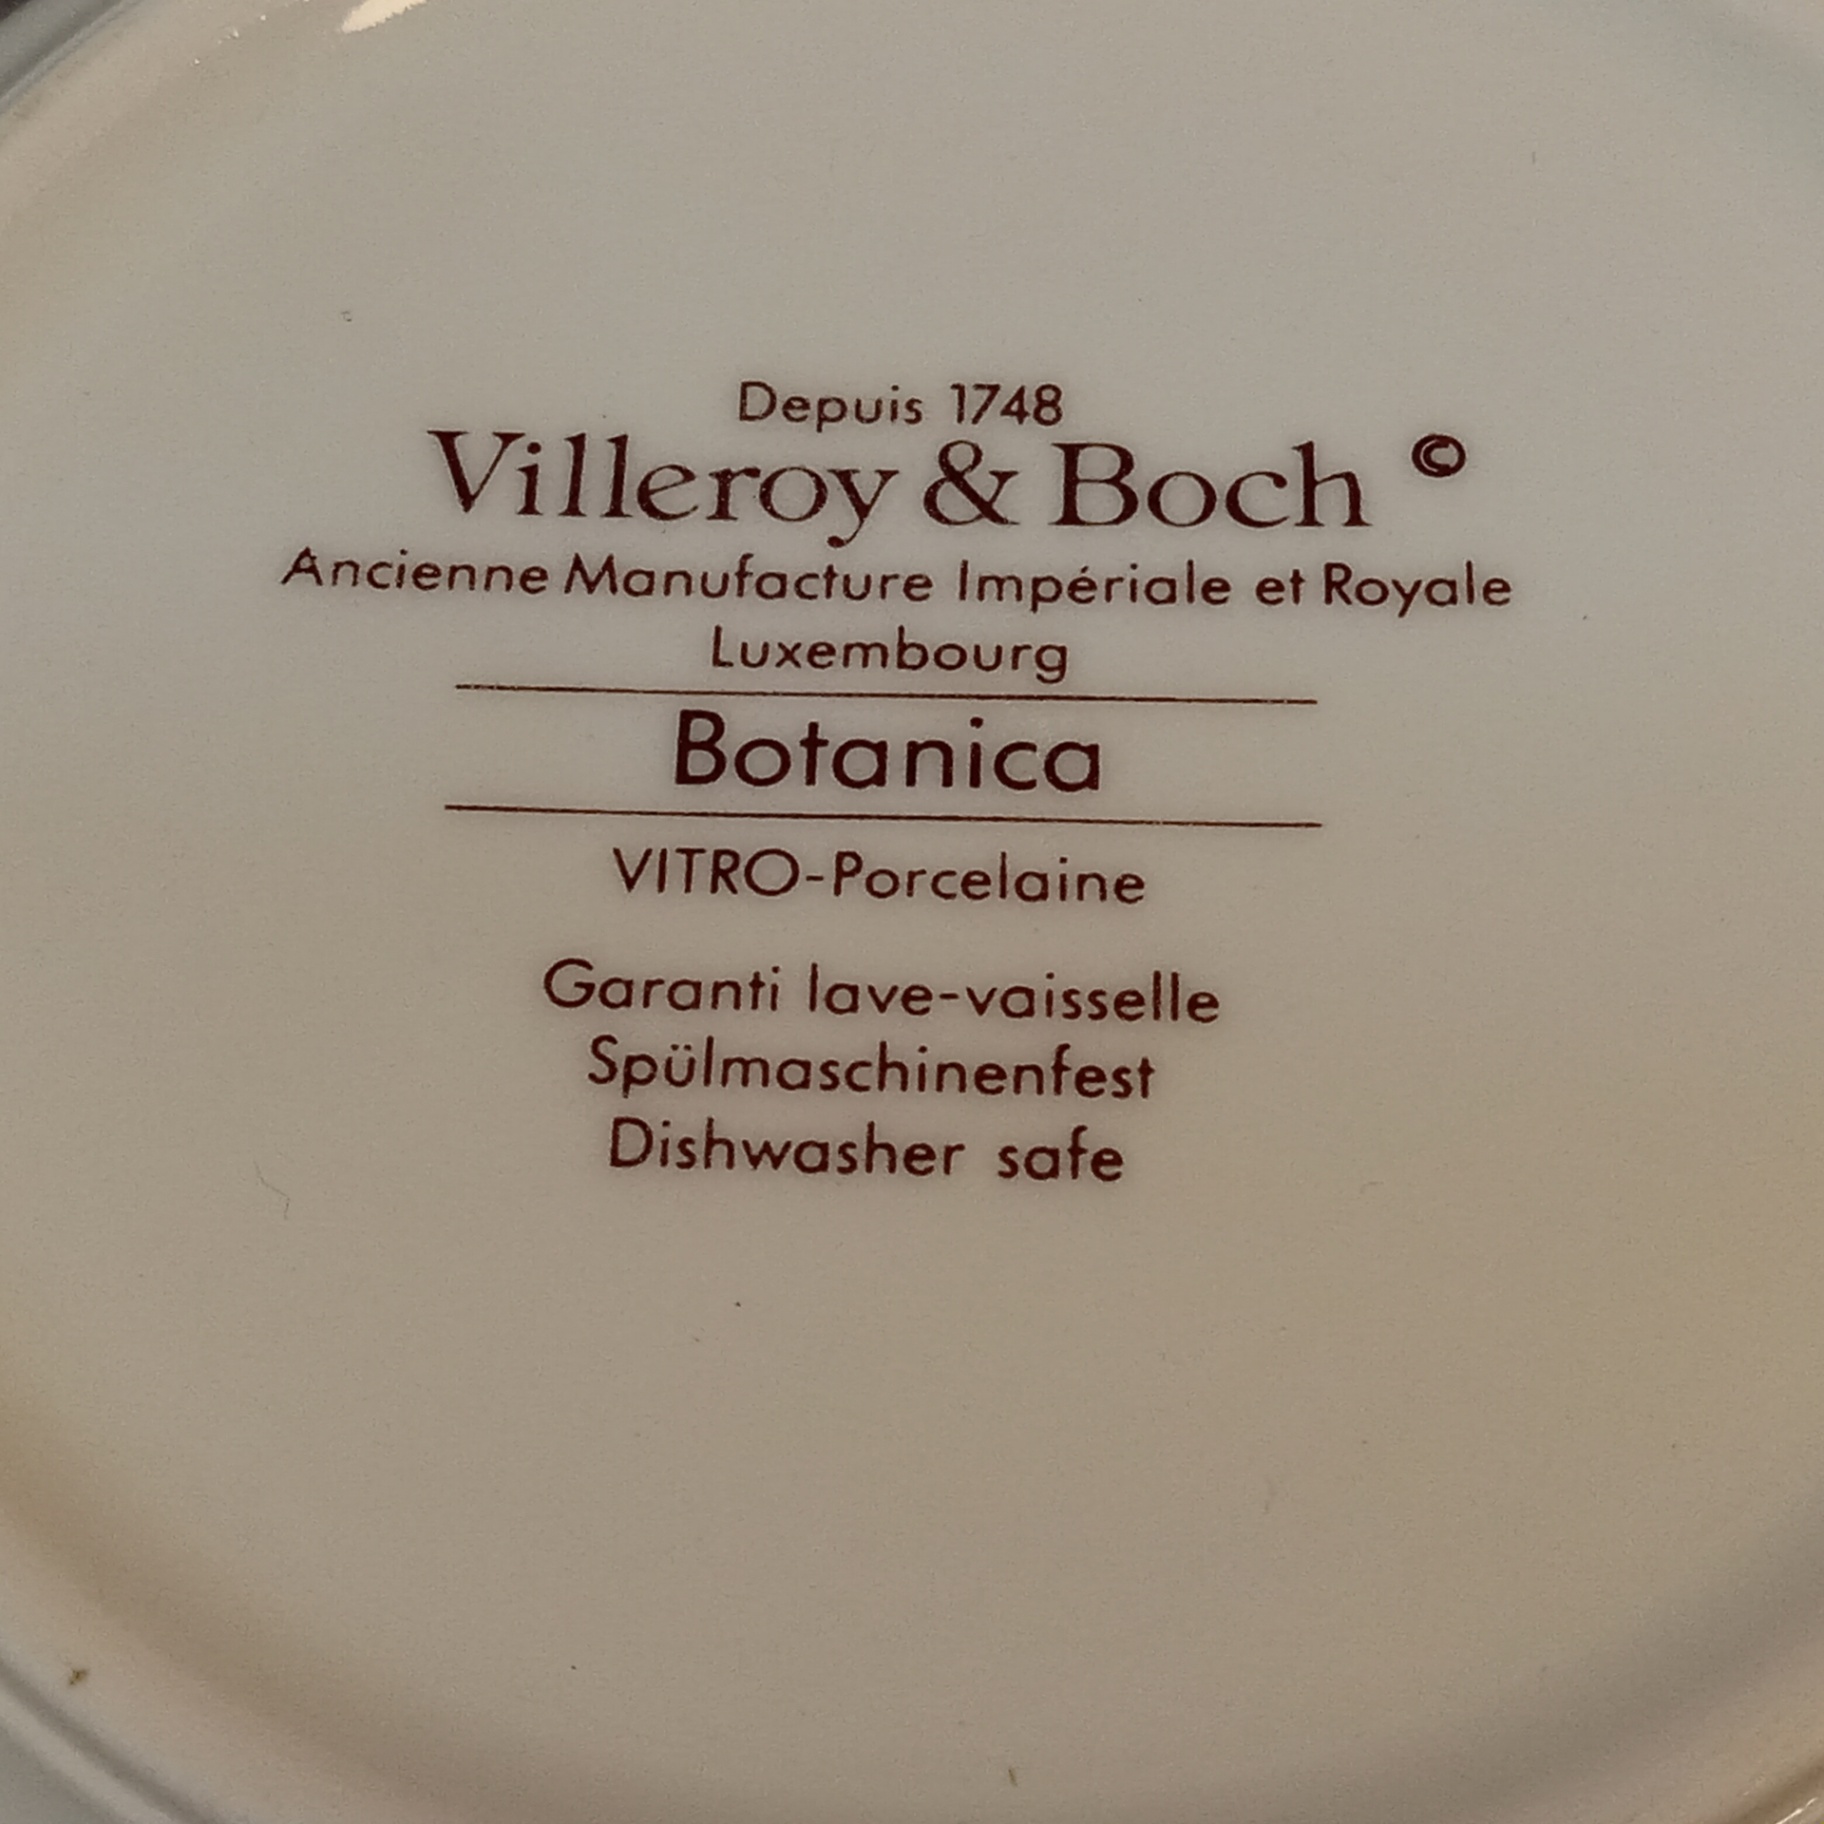 Depuis 1748
Villeroy & Boch ©
Ancienne Manufacture Impériale et Royale
Luxembourg
Botanica
VITRO-Porcelaine
Garanti lave-vaisselle
Spülmaschinenfest
Dishwasher safe